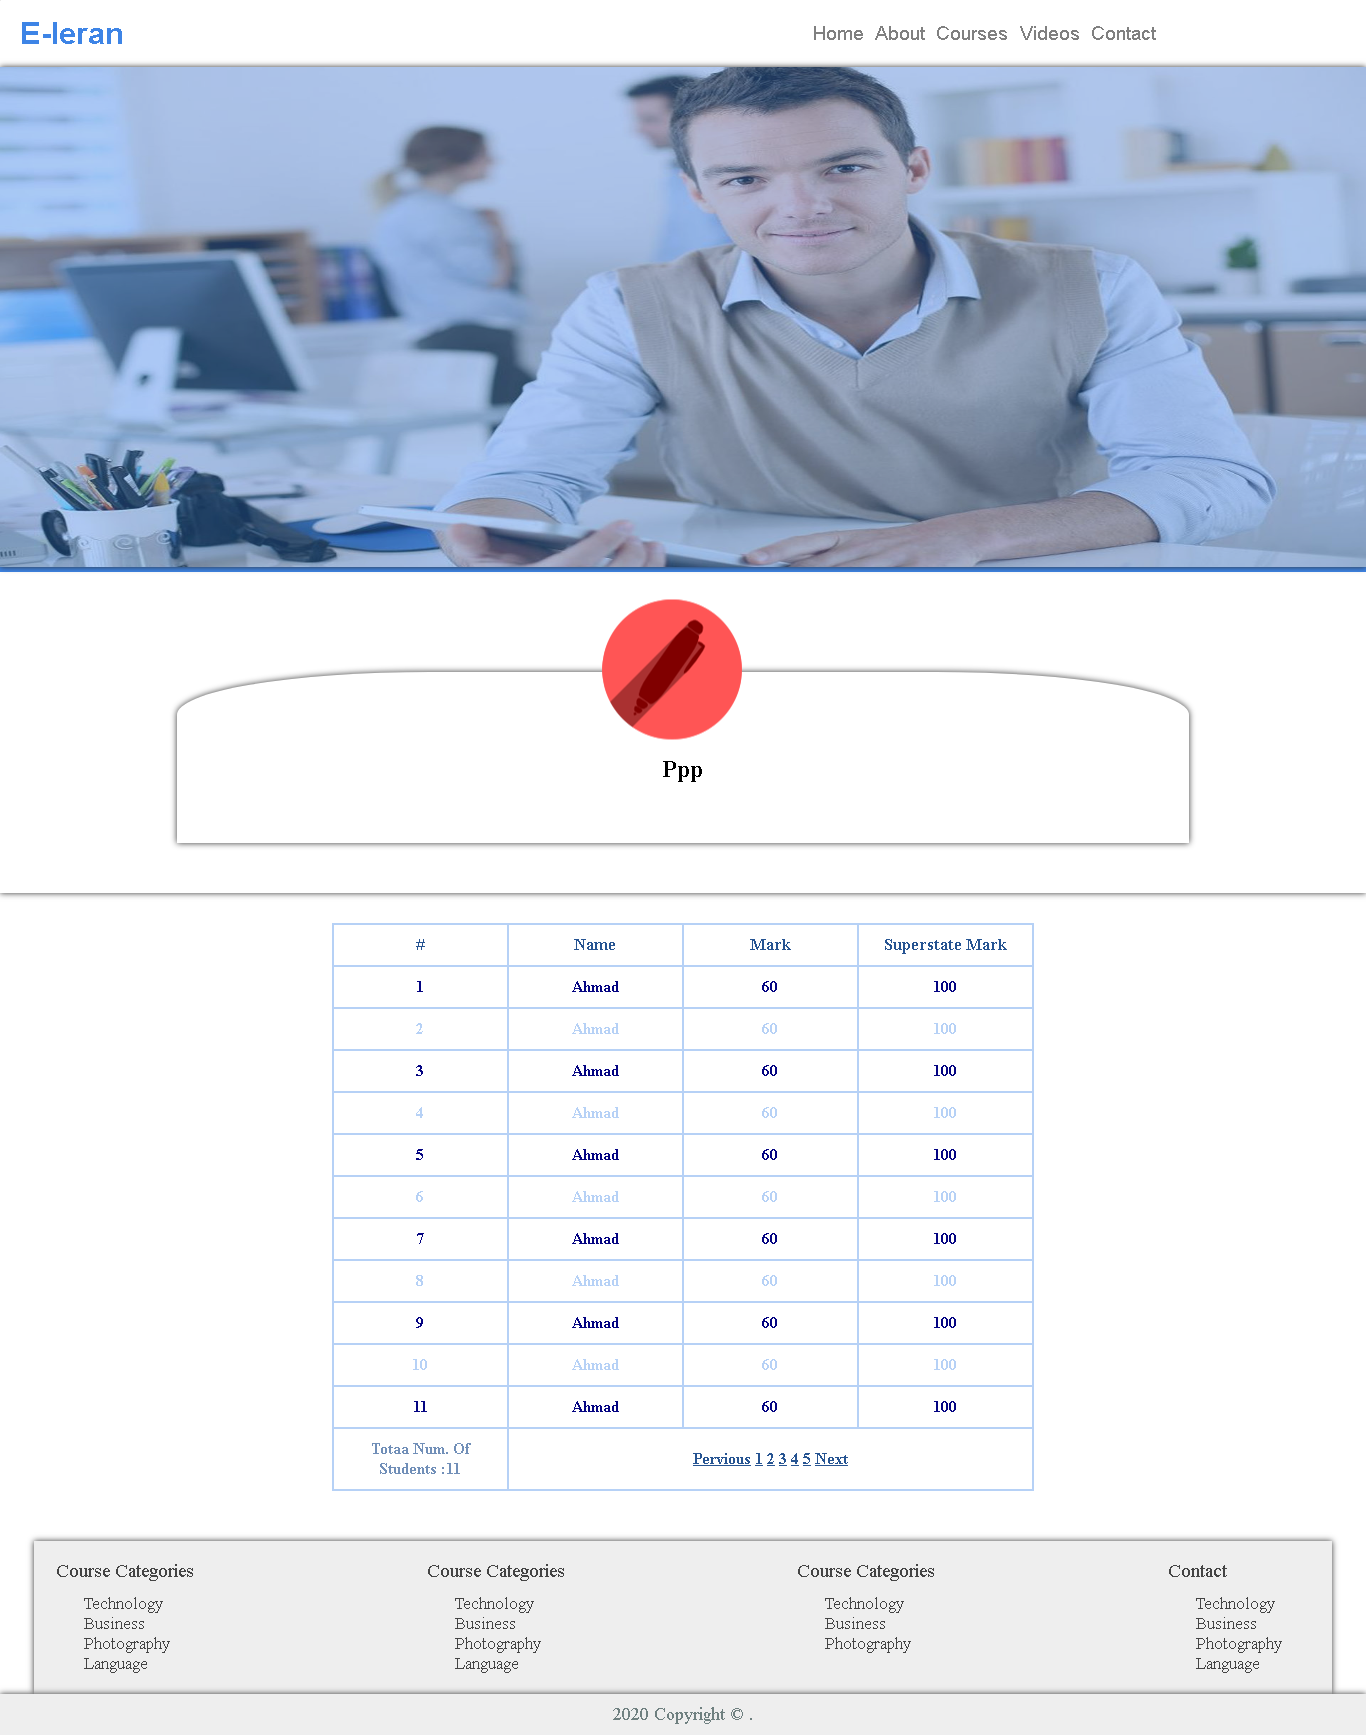 E-leran
Home About Courses Videos Contact
Ppp
# Name Mark Superstate Mark
1 Ahmad 60 100
2 Ahmad 60 100
3 Ahmad 60 100
4 Ahmad 60 100
5 Ahmad 60 100
6 Ahmad 60 100
7 Ahmad 60 100
8 Ahmad 60 100
9 Ahmad 60 100
10 Ahmad 60 100
11 Ahmad 60 100
Totaa Num. Of
Students :11
Pervious 1 2 3 4 5 Next
Course Categories
Technology
Business
Photography
Language
Course Categories
Technology
Business
Photography
Language
Course Categories
Technology
Business
Photography
Contact
Technology
Business
Photography
Language
2020 Copyright © .